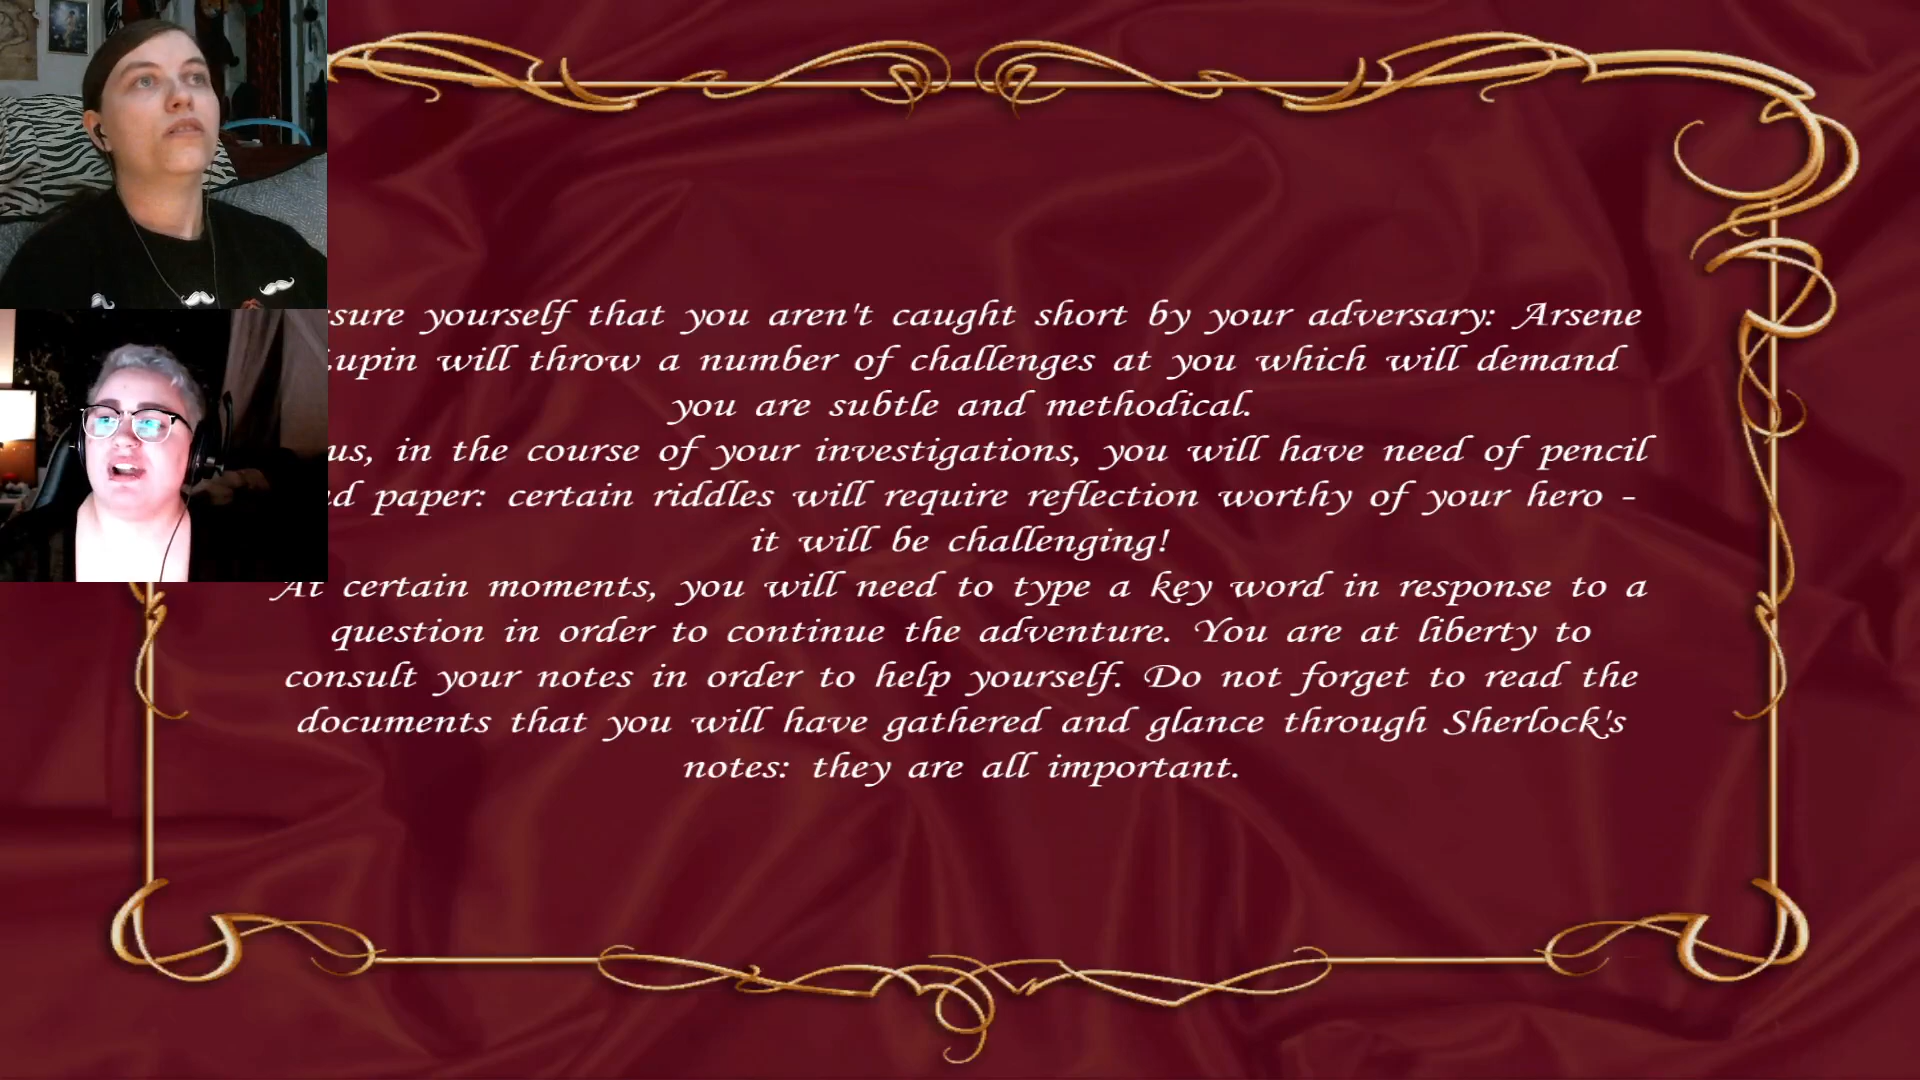 yourself that you aren't caught short by your adversary: Arsene
will throw a number of challenges at you which will demand
you are subtle and methodical.
in the course of your investigations, you will have need of pencil
paper: certain riddles will require reflection worthy of your hero -
it will be challenging!
At certain moments, you will need to type a key word in response to a
question in order to continue the adventure. You are at liberty to
consult your notes in order to help yourself. Do not forget to read the
documents that you will have gathered and glance through Sherlock's
notes: they are all important.